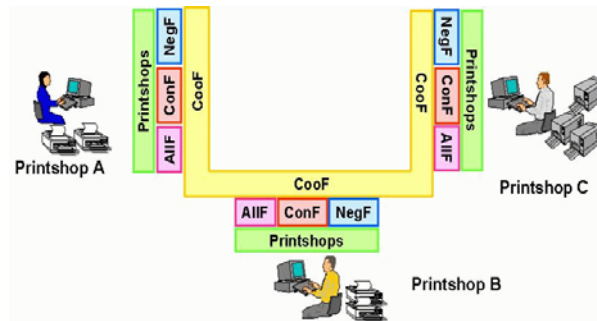 Printshops
NegF
ConF
AllF
CooF
Printshop A
CooF
AllF
ConF
NegF
Printshops
Printshop B
CooF
NegF
ConF
AllF
Printshops
Printshop C